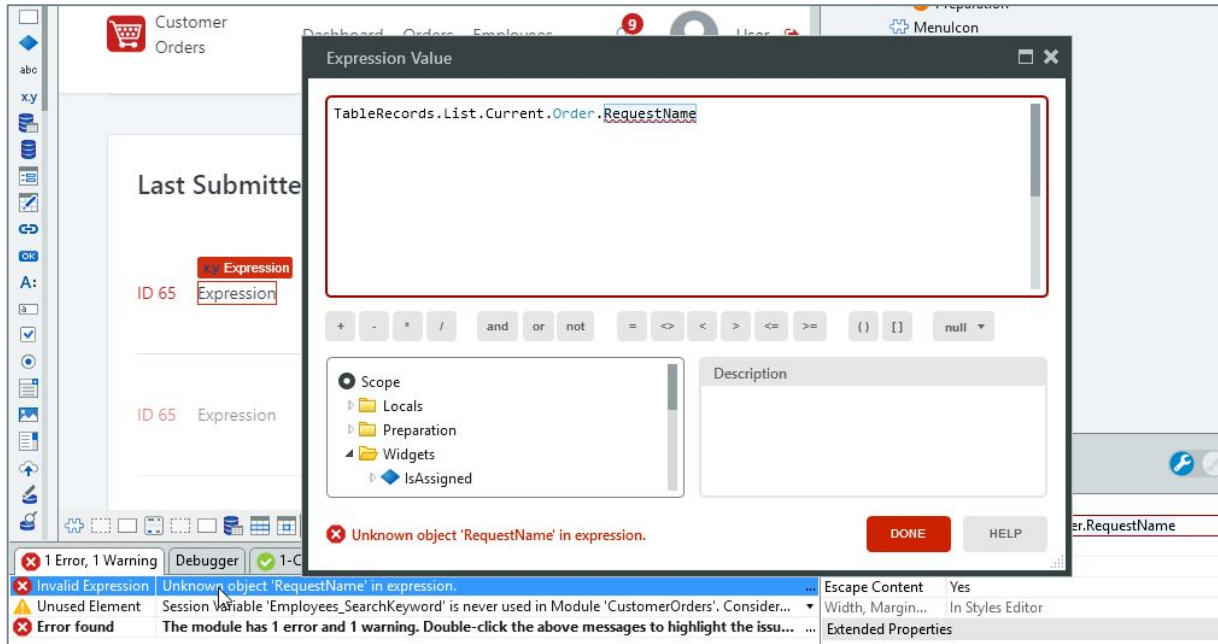 Preparation
MenuIcon
Customer
Orders
Dashboard Orders Employees
9
User
abc
x.y
OK
A:
a
Expression Value
TableRecords.List.Current.Order.RequestName
Last Submitte
x.y Expression
ID 65 Expression
ID 65 Expression
+ - * / and or not = <> < > <= >= () [] null
Scope
Locals
Preparation
Widgets
IsAssigned
Description
Unknown object 'RequestName' in expression.
DONE HELP
er.RequestName
1 Error, 1 Warning Debugger 1-C
Invalid Expression Unknown object 'RequestName' in expression. ...
Escape Content Yes
Unused Element Session Variable 'Employees_SearchKeyword' is never used in Module 'CustomerOrders'. Consider...
Width, Margin... In Styles Editor
Error found The module has 1 error and 1 warning. Double-click the above messages to highlight the issu... ...
Extended Properties